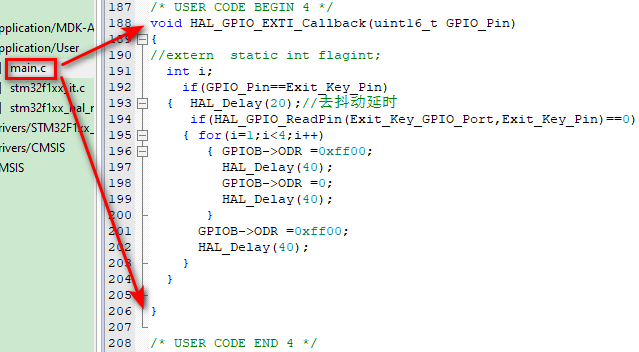 pplication/MDK-A
pplication/User
main.c
stm32f1xx_it.c
stm32f1xx_hal_m
rivers/STM32F1xx_
rivers/CMSIS
MSIS
187 /* USER CODE BEGIN 4 */
188 void HAL_GPIO_EXTI_Callback(uint16_t GPIO_Pin)
189 {
190 //extern  static int flagint;
191 int i;
192 if(GPIO_Pin==Exit_Key_Pin)
193 {  HAL_Delay(20);//去抖动延时
194 if(HAL_GPIO_ReadPin(Exit_Key_GPIO_Port,Exit_Key_Pin)==0)
195 { for(i=1;i<4;i++)
196 { GPIOB->ODR =0xff00;
197 HAL_Delay(40);
198 GPIOB->ODR =0;
199 HAL_Delay(40);
200 }
201 GPIOB->ODR =0xff00;
202 HAL_Delay(40);
203 }
204 }
205
206 }
207
208 /* USER CODE END 4 */